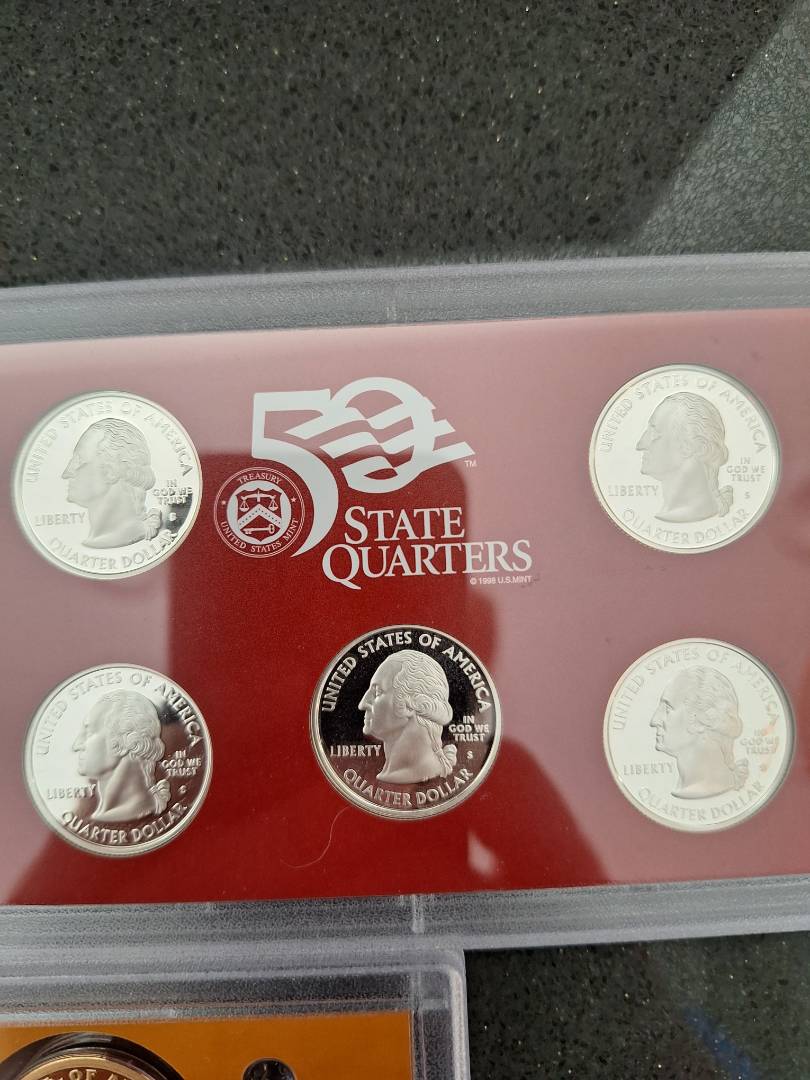 UNITED STATES OF AMERICA
LIBERTY
IN
GOD WE
TRUST
S
QUARTER DOLLAR
50
TM
TREASURY
UNITED STATES MINT
STATE
QUARTERS
© 1998 U.S.MINT
UNITED STATES OF AMERICA
LIBERTY
IN
GOD WE
TRUST
S
QUARTER DOLLAR
UNITED STATES OF AMERICA
LIBERTY
IN
GOD WE
TRUST
S
QUARTER DOLLAR
UNITED STATES OF AMERICA
LIBERTY
IN
GOD WE
TRUST
S
QUARTER DOLLAR
UNITED STATES OF AMERICA
LIBERTY
IN
GOD WE
TRUST
S
QUARTER DOLLAR
OF